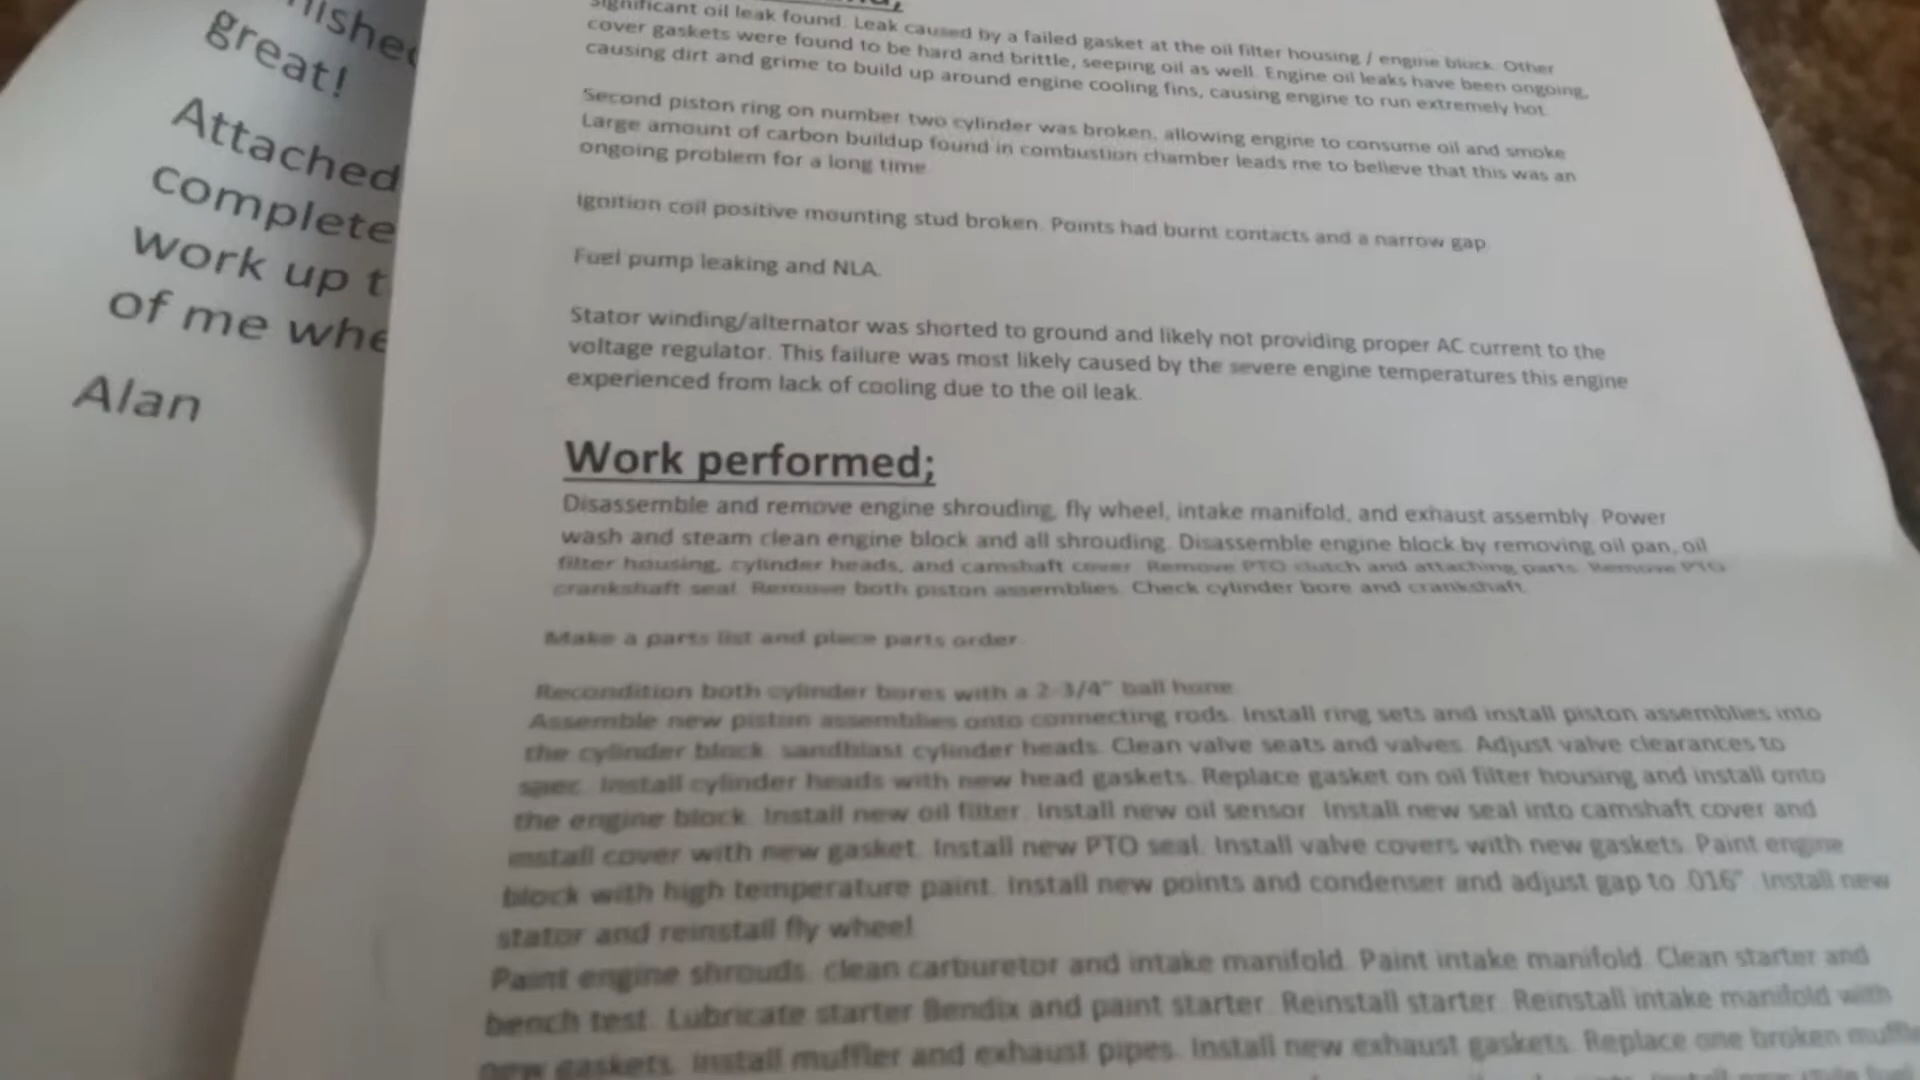 great!
Attached
complete
work up t
of me whe
Alan
Significant oil leak found. Leak caused by a failed gasket at the oil filter housing / engine block. Other
cover gaskets were found to be hard and brittle, seeping oil as well. Engine oil leaks have been ongoing,
causing dirt and grime to build up around engine cooling fins, causing engine to run extremely hot.
Second piston ring on number two cylinder was broken, allowing engine to consume oil and smoke
Large amount of carbon buildup found in combustion chamber leads me to believe that this was an
ongoing problem for a long time
Ignition coil positive mounting stud broken. Points had burnt contacts and a narrow gap
Fuel pump leaking and NLA.
Stator winding/alternator was shorted to ground and likely not providing proper AC current to the
voltage regulator. This failure was most likely caused by the severe engine temperatures this engine
experienced from lack of cooling due to the oil leak.
Work performed;
Disassemble and remove engine shrouding, fly wheel, intake manifold, and exhaust assembly. Power
wash and steam clean engine block and all shrouding. Disassemble engine block by removing oil pan, oil
filter housing, cylinder heads, and camshaft cover. Remove PTO clutch and attaching parts. Remove PTO
crankshaft seal. Remove both piston assemblies. Check cylinder bore and crankshaft.
Make a parts list and place parts order
Recondition both cylinder bores with a 2-3/4" ball hone
Assemble new piston assemblies onto connecting rods. Install ring sets and install piston assemblies into
the cylinder block. sandblast cylinder heads. Clean valve seats and valves. Adjust valve clearances to
spec. Install cylinder heads with new head gaskets. Replace gasket on oil filter housing and install onto
the engine block. Install new oil filter. Install new oil sensor. Install new seal into camshaft cover and
install cover with new gasket. Install new PTO seal. Install valve covers with new gaskets. Paint engine
block with high temperature paint. Install new points and condenser and adjust gap to .016". Install new
stator and reinstall fly wheel
Paint engine shrouds. clean carburetor and intake manifold. Paint intake manifold. Clean starter and
bench test. Lubricate starter Bendix and paint starter. Reinstall starter. Reinstall intake manifold with
new gaskets. Install muffler and exhaust pipes. Install new exhaust gaskets. Replace one broken muffle